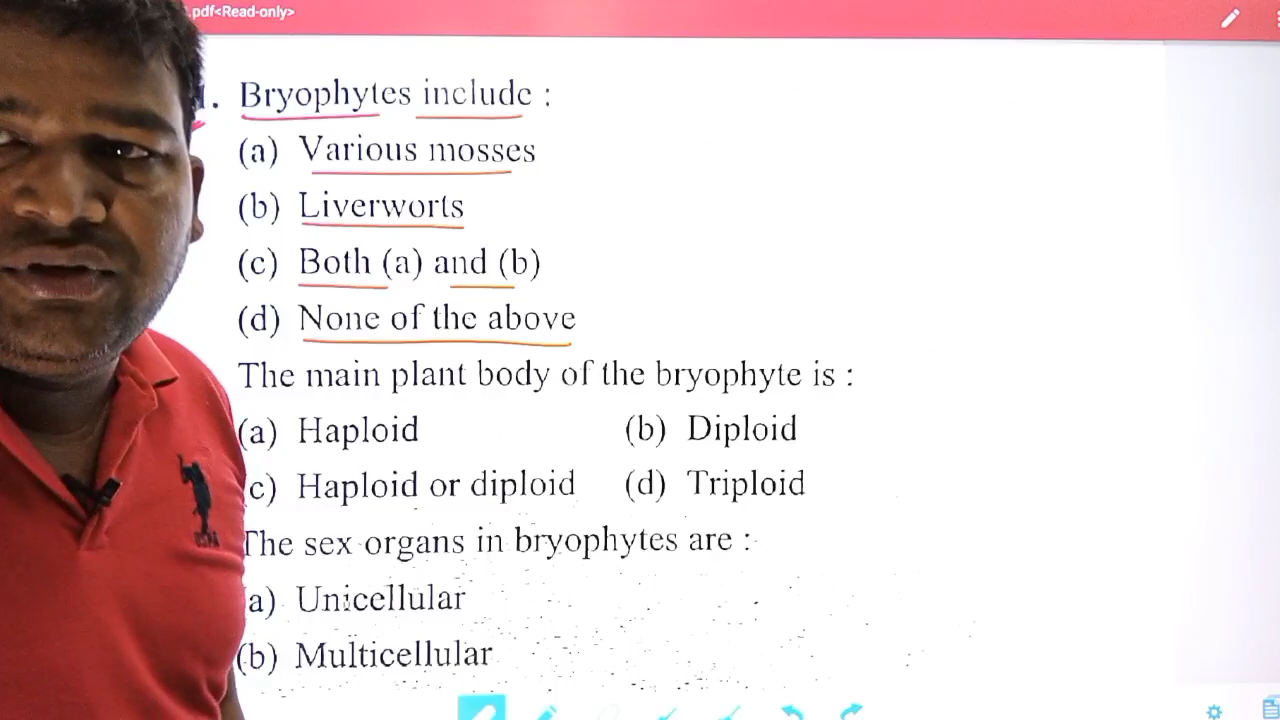 .pdf<Read-only>
1. Bryophytes include :
(a) Various mosses
(b) Liverworts
(c) Both (a) and (b)
(d) None of the above
The main plant body of the bryophyte is :
(a) Haploid (b) Diploid
(c) Haploid or diploid (d) Triploid
The sex organs in bryophytes are :
(a) Unicellular
(b) Multicellular